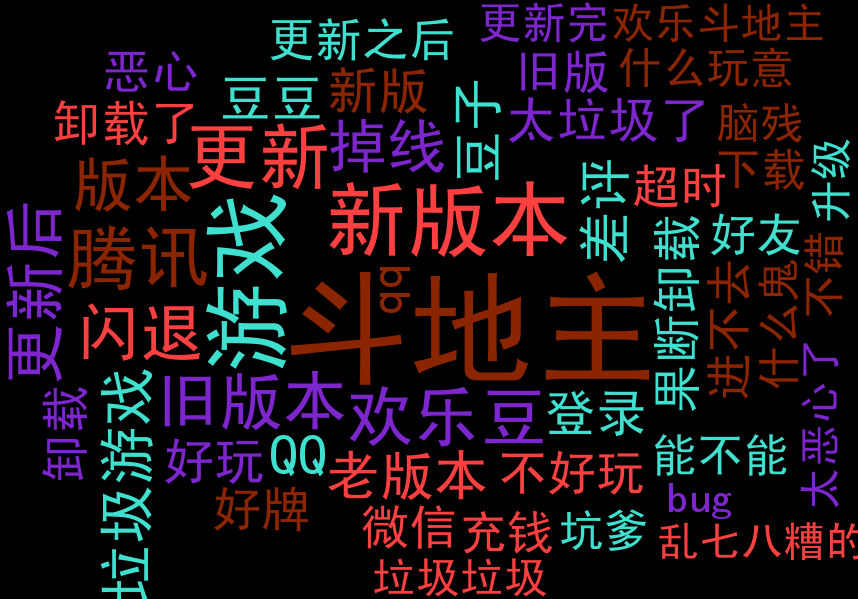 更新之后
更新完
欢乐斗地主
恶心
豆豆
新版
旧版
什么玩意
卸载了
更新
掉线
豆子
太垃圾了
脑残
版本
新版本
差评
超时
下载
升级
更新后
腾讯
游戏
qq
斗地主
果断卸载
好友
进不去
什么鬼
不错
闪退
卸载
垃圾游戏
旧版本
欢乐豆
登录
太恶心了
好玩
QQ
老版本
不好玩
能不能
好牌
微信
充钱
坑爹
bug
乱七八糟的
垃圾垃圾